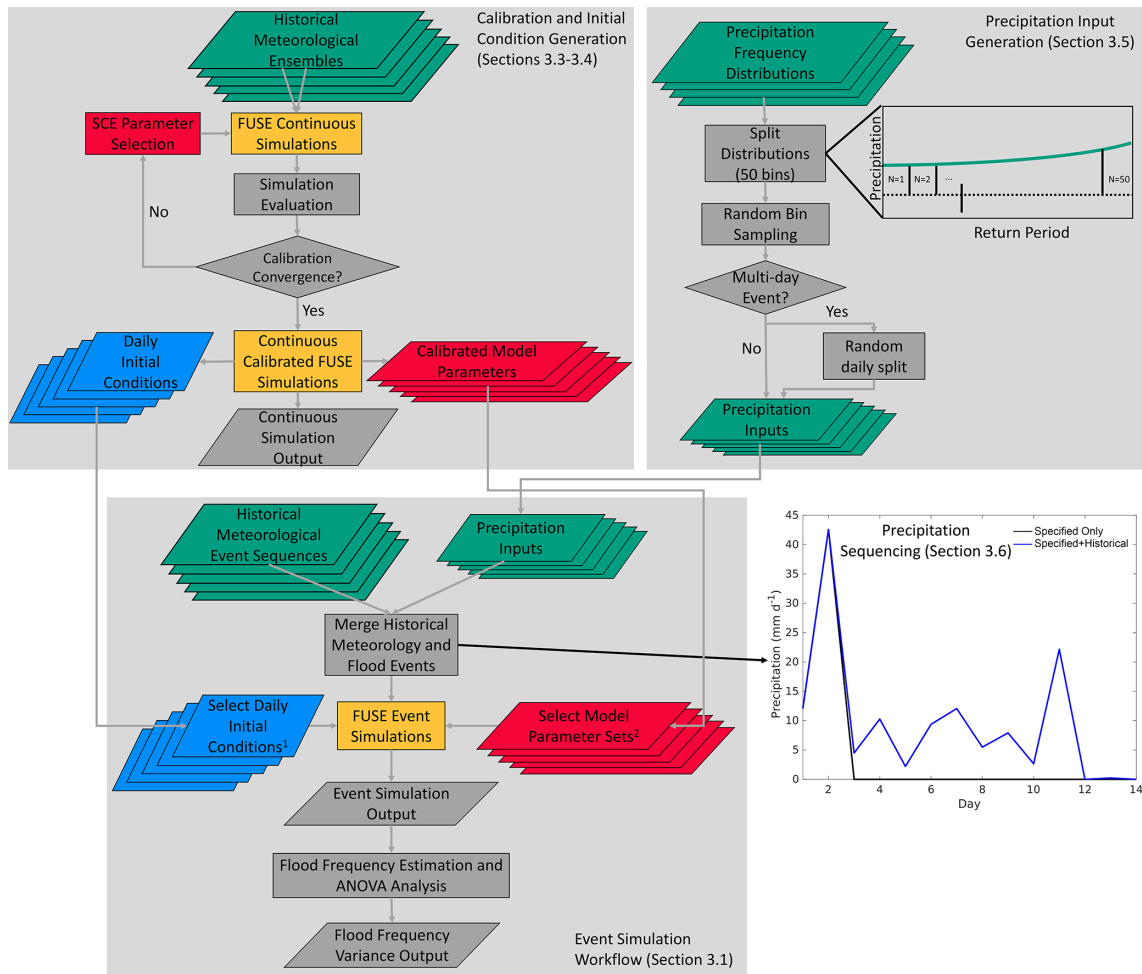 Historical
Meteorological
Ensembles
Calibration and Initial
Condition Generation
(Sections 3.3-3.4)
SCE Parameter
Selection
FUSE Continuous
Simulations
Simulation
Evaluation
No
Calibration
Convergence?
Yes
Daily
Initial
Conditions
Continuous
Calibrated FUSE
Simulations
Calibrated Model
Parameters
Continuous
Simulation
Output
Precipitation
Frequency
Distributions
Precipitation Input
Generation (Section 3.5)
Split
Distributions
(50 bins)
Precipitation
N=1
N=2
...
N=50
Return Period
Random Bin
Sampling
Multi-day
Event?
Yes
No
Random
daily split
Precipitation
Inputs
Historical
Meteorological
Event Sequences
Precipitation
Inputs
Merge Historical
Meteorology and
Flood Events
Select Daily
Initial
Conditions¹
FUSE Event
Simulations
Select Model
Parameter Sets²
Event Simulation
Output
Flood Frequency Estimation and
ANOVA Analysis
Flood Frequency
Variance Output
Event Simulation
Workflow (Section 3.1)
Precipitation
Sequencing (Section 3.6)
Specified Only
Specified+Historical
Precipitation (mm d⁻¹)
45
40
35
30
25
20
15
10
5
0
2 4 6 8 10 12 14
Day